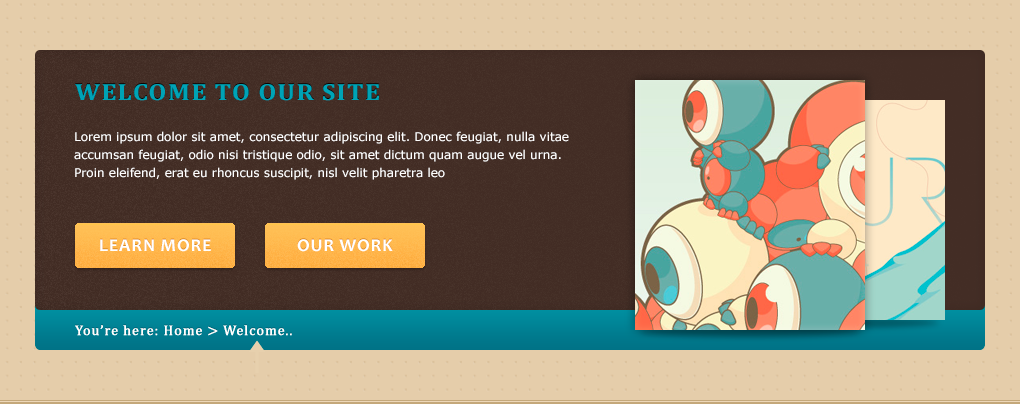 WELCOME TO OUR SITE
Lorem ipsum dolor sit amet, consectetur adipiscing elit. Donec feugiat, nulla vitae
accumsan feugiat, odio nisi tristique odio, sit amet dictum quam augue vel urna.
Proin eleifend, erat eu rhoncus suscipit, nisl velit pharetra leo
LEARN MORE
OUR WORK
You're here: Home > Welcome..